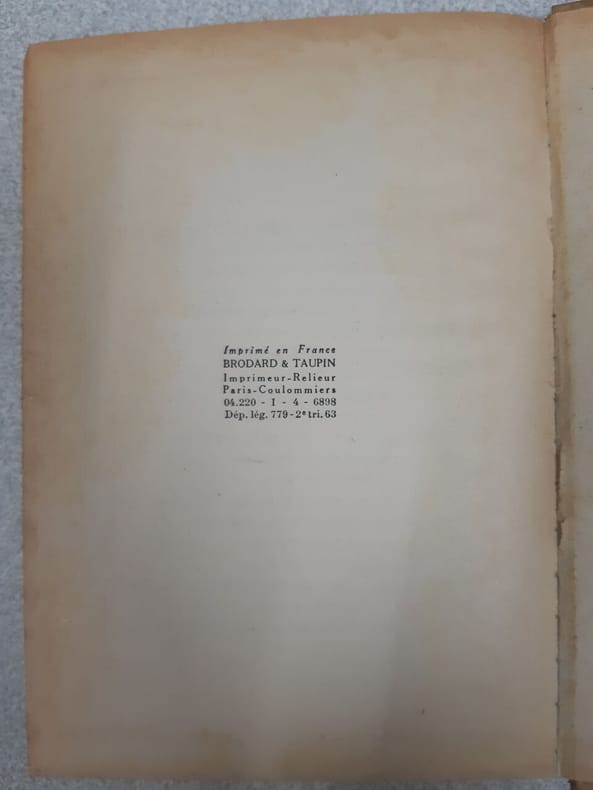 Imprimé en France
BRODARD & TAUPIN
Imprimeur-Relieur
Paris-Coulommiers
04.220 - I - 4 - 6898
Dép. lég. 779 - 2e tri. 63